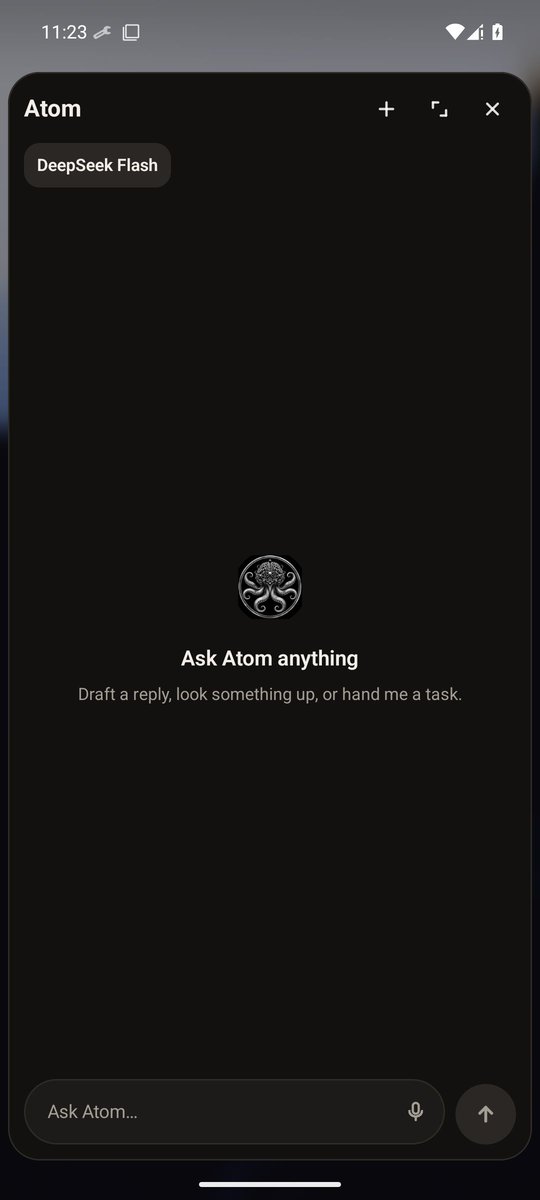 11:23
Atom
DeepSeek Flash
Ask Atom anything
Draft a reply, look something up, or hand me a task.
Ask Atom...